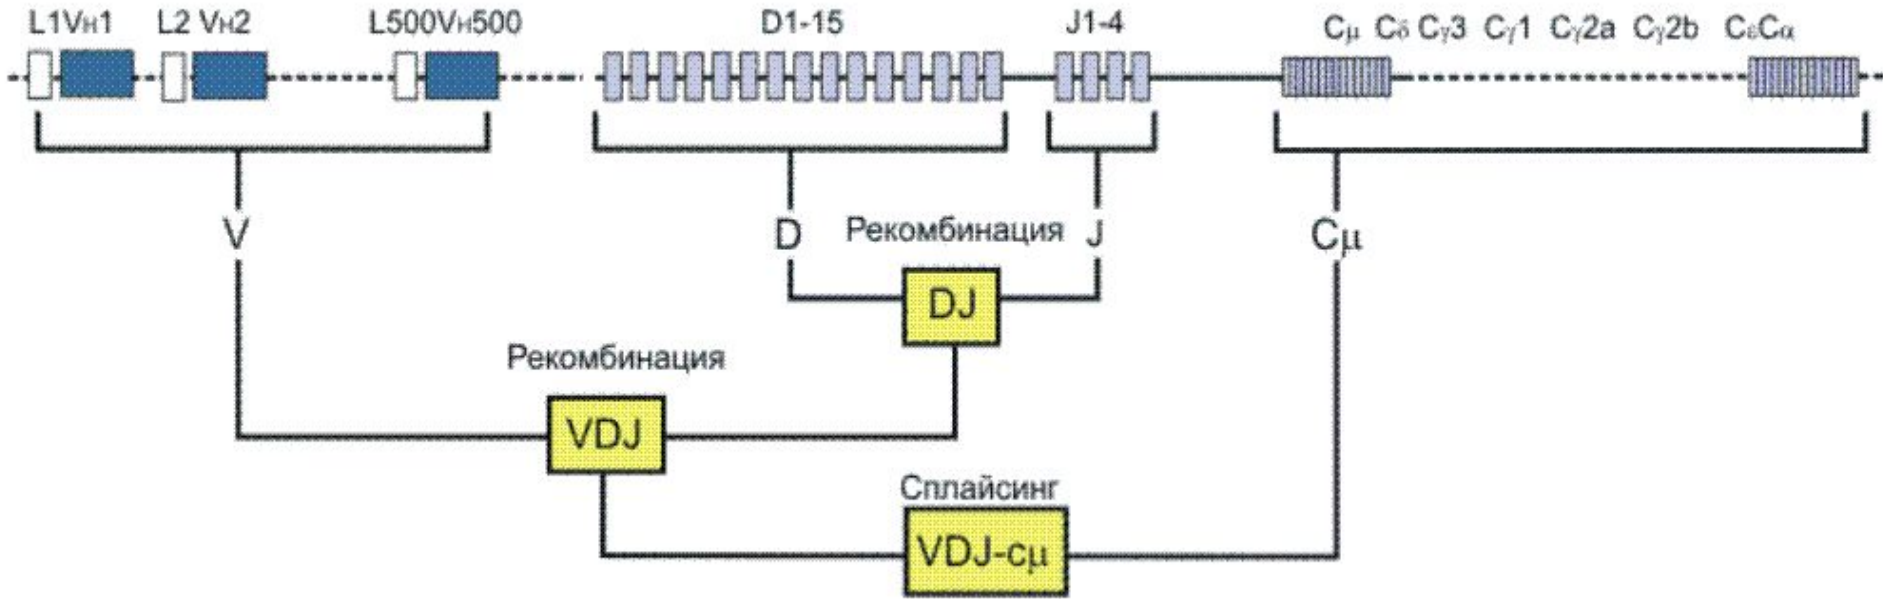 L1VH1 L2 VH2 L500VH500 D1-15 J1-4 Cμ Cδ Cγ3 Cγ1 Cγ2a Cγ2b CεCα
V D Рекомбинация J Cμ
DJ
Рекомбинация
VDJ
Сплайсинг
VDJ-cμ